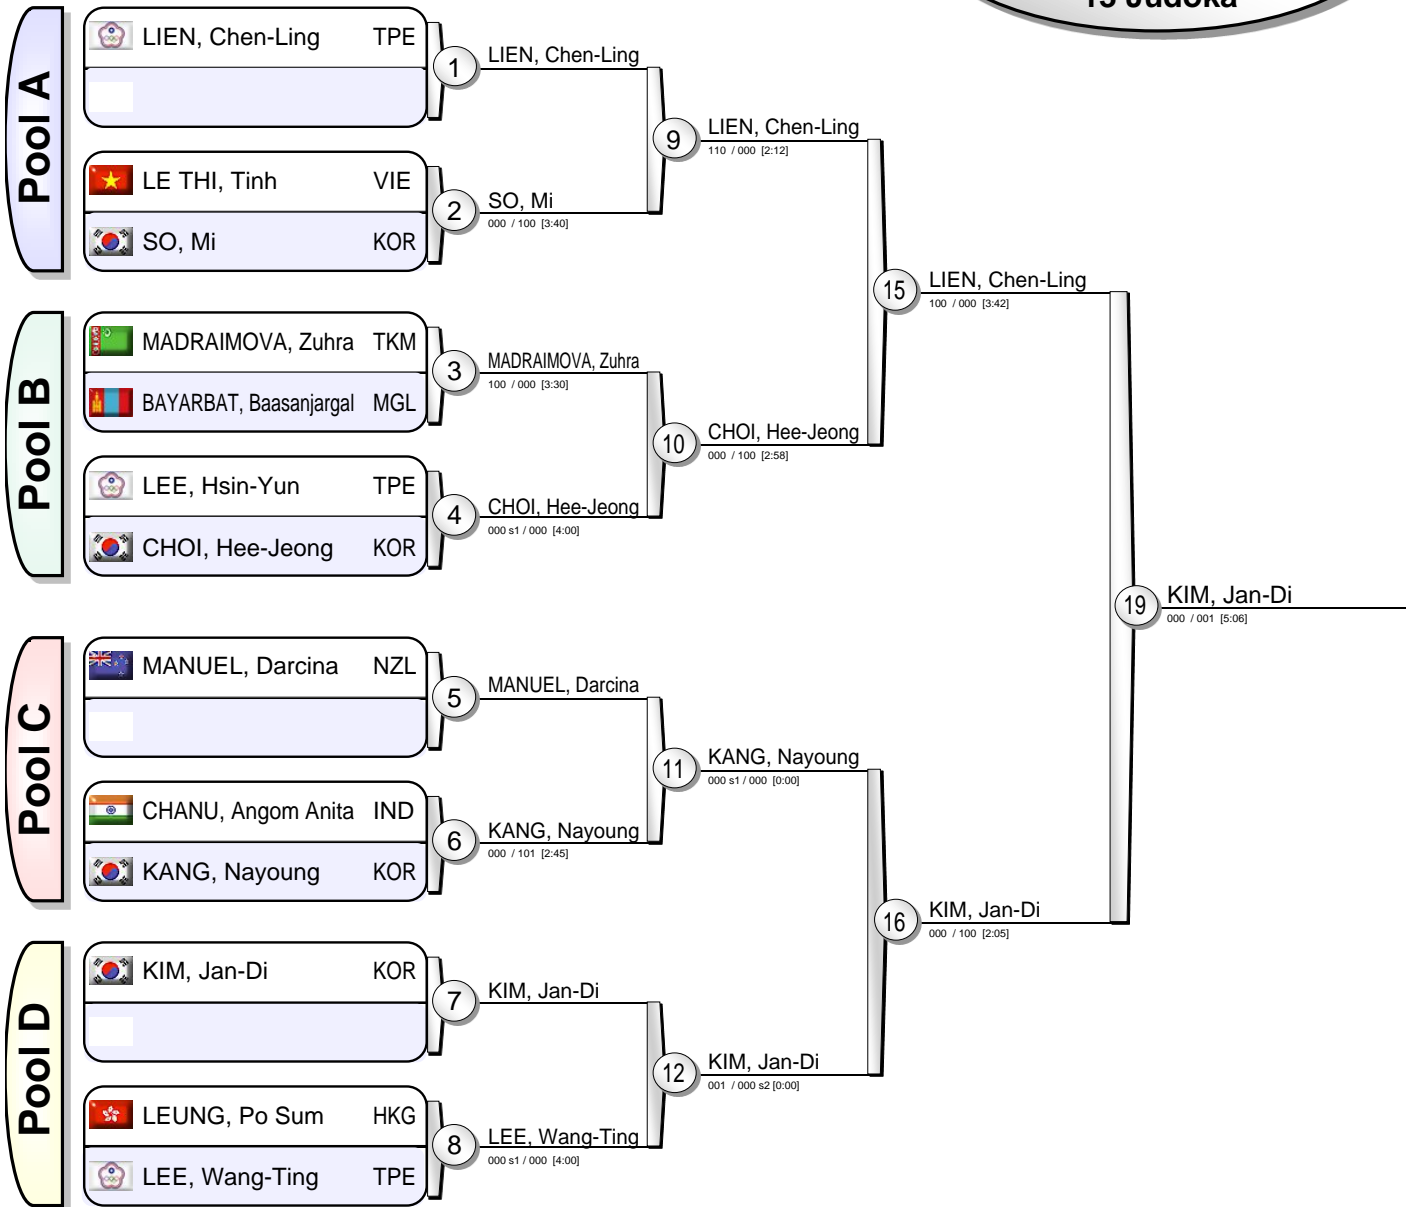 13 Judoka
Pool A
LIEN, Chen-Ling TPE
LE THI, Tinh VIE
SO, Mi KOR
1
LIEN, Chen-Ling
2
SO, Mi
000 / 100 [3:40]
9
LIEN, Chen-Ling
110 / 000 [2:12]
Pool B
MADRAIMOVA, Zuhra TKM
BAYARBAT, Baasanjargal MGL
LEE, Hsin-Yun TPE
CHOI, Hee-Jeong KOR
3
MADRAIMOVA, Zuhra
100 / 000 [3:30]
4
CHOI, Hee-Jeong
000 s1 / 000 [4:00]
10
CHOI, Hee-Jeong
000 / 100 [2:58]
15
LIEN, Chen-Ling
100 / 000 [3:42]
Pool C
MANUEL, Darcina NZL
CHANU, Angom Anita IND
KANG, Nayoung KOR
5
MANUEL, Darcina
6
KANG, Nayoung
000 / 101 [2:45]
11
KANG, Nayoung
000 s1 / 000 [0:00]
Pool D
KIM, Jan-Di KOR
LEUNG, Po Sum HKG
LEE, Wang-Ting TPE
7
KIM, Jan-Di
8
LEE, Wang-Ting
000 s1 / 000 [4:00]
12
KIM, Jan-Di
001 / 000 s2 [0:00]
16
KIM, Jan-Di
000 / 100 [2:05]
19
KIM, Jan-Di
000 / 001 [5:06]